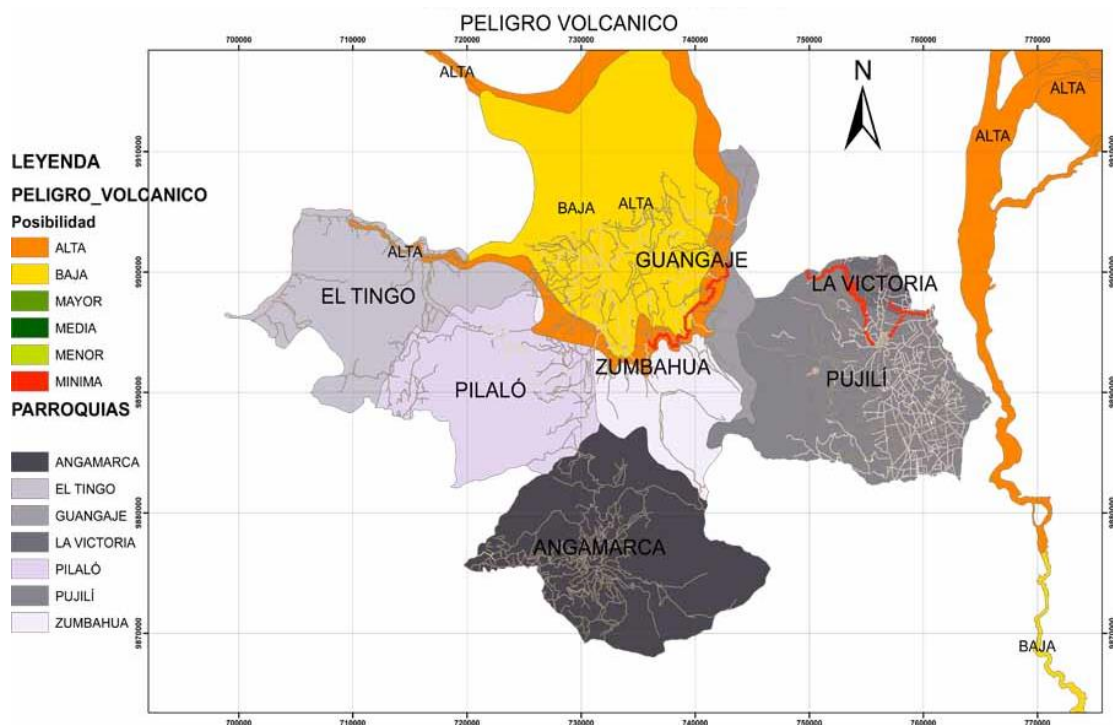 PELIGRO VOLCANICO
700000 710000 720000 730000 740000 750000 760000 770000
ALTA
N
ALTA
ALTA
9910000 9910000
LEYENDA
PELIGRO_VOLCANICO
Posibilidad
ALTA
BAJA
MAYOR
MEDIA
MENOR
MINIMA
PARROQUIAS
ANGAMARCA
EL TINGO
GUANGAJE
LA VICTORIA
PILALÓ
PUJILÍ
ZUMBAHUA
BAJA ALTA
ALTA
GUANGAJE
9900000 9900000
LA VICTORIA
EL TINGO
ZUMBAHUA
PILALÓ
PUJILÍ
9890000 9890000
9880000 9880000
ANGAMARCA
9870000 9870000
BAJA
700000 710000 720000 730000 740000 750000 760000 770000